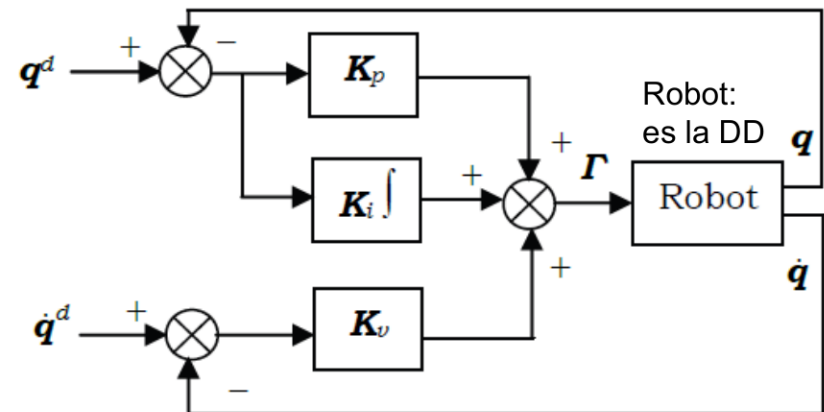 +
−
q^d
K_p
Robot:
es la DD
q
+
Γ
+
K_i ∫
Robot
+
q̇
q̇^d
+
K_v
−